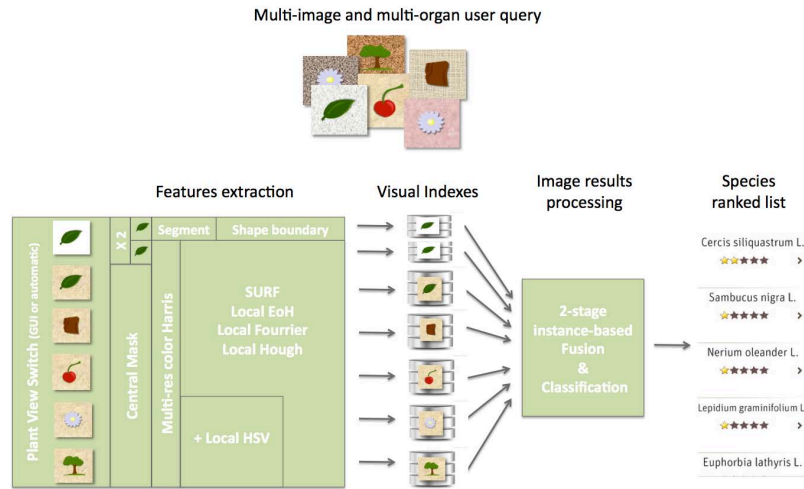 Multi-image and multi-organ user query
Features extraction
Visual Indexes
Image results
processing
Species
ranked list
Plant View Switch (GUI or automatic)
X 2
Central Mask
Multi-res color Harris
Segment
Shape boundary
SURF
Local EoH
Local Fourrier
Local Hough
+ Local HSV
2-stage
instance-based
Fusion
&
Classification
Cercis siliquastrum L.
Sambucus nigra L.
Nerium oleander L.
Lepidium graminifolium L
Euphorbia lathyris L.